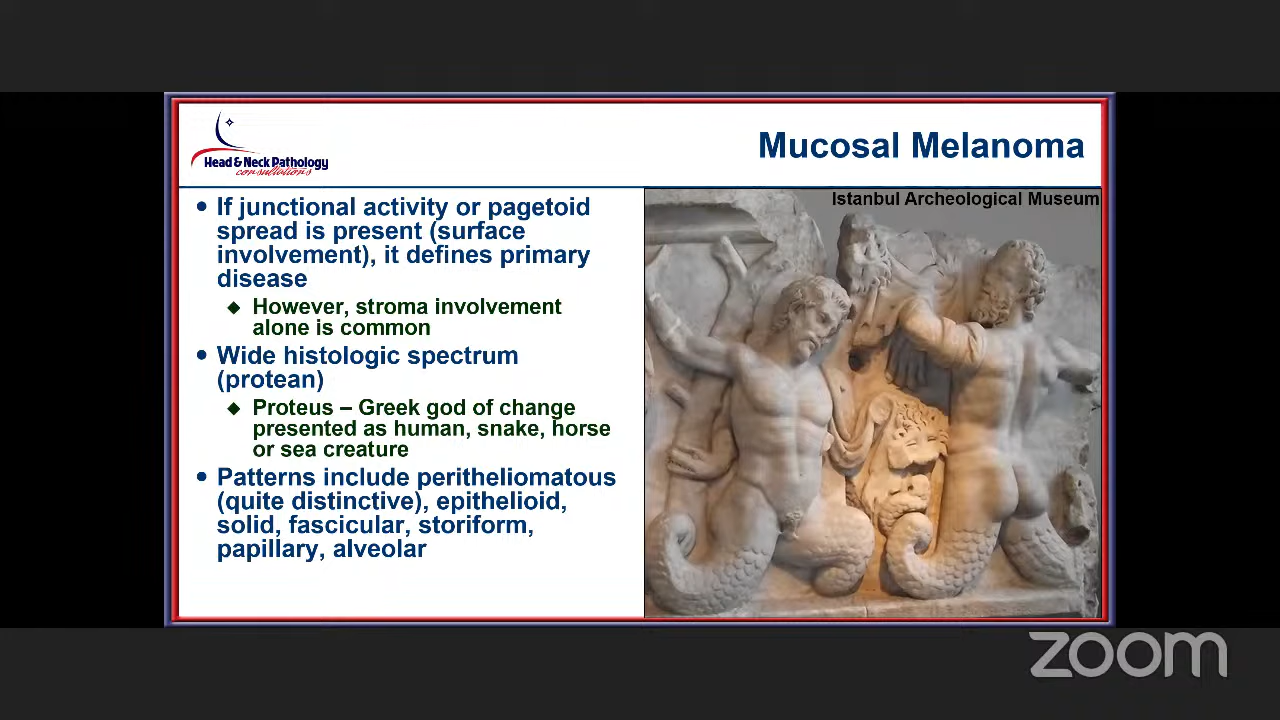 Head & Neck Pathology
consultations
Mucosal Melanoma
Istanbul Archeological Museum
• If junctional activity or pagetoid
spread is present (surface
involvement), it defines primary
disease
◆ However, stroma involvement
alone is common
• Wide histologic spectrum
(protean)
◆ Proteus – Greek god of change
presented as human, snake, horse
or sea creature
• Patterns include peritheliomatous
(quite distinctive), epithelioid,
solid, fascicular, storiform,
papillary, alveolar
zoom